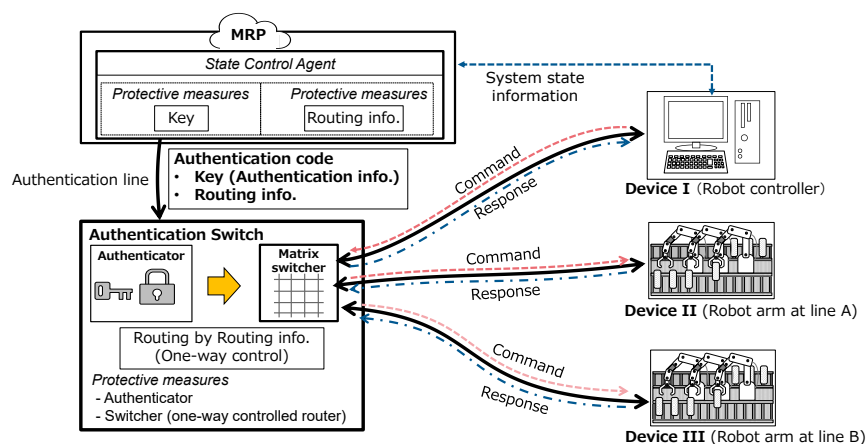 MRP
State Control Agent
Protective measures
Key
Protective measures
Routing info.
System state
information
Authentication line
Authentication code
• Key (Authentication info.)
• Routing info.
Authentication Switch
Authenticator
Matrix
switcher
Routing by Routing info.
(One-way control)
Protective measures
- Authenticator
- Switcher (one-way controlled router)
Command
Response
Device I (Robot controller)
Command
Response
Device II (Robot arm at line A)
Command
Response
Device III (Robot arm at line B)